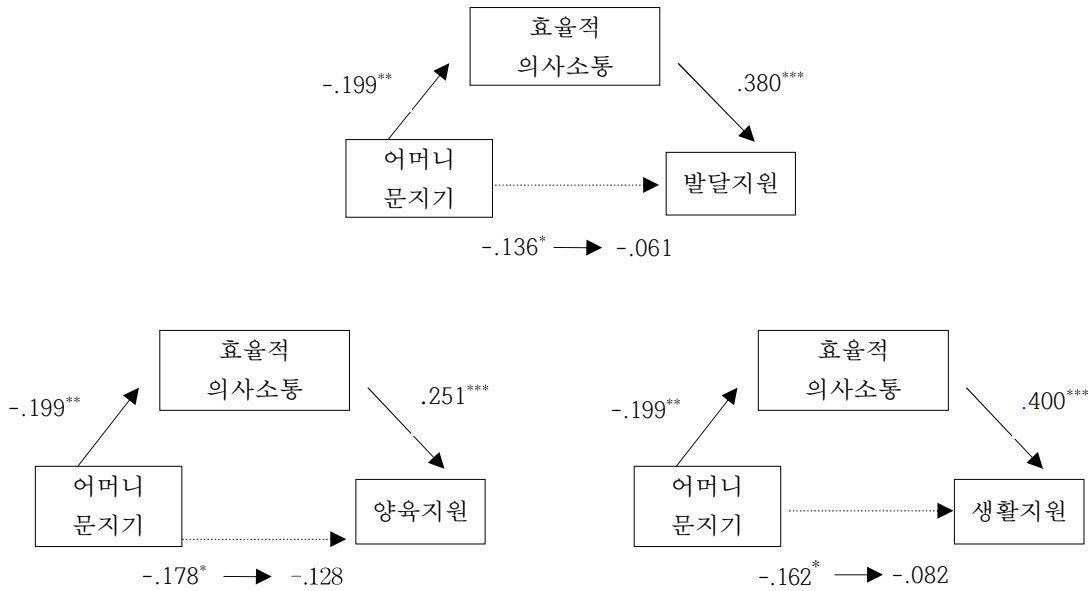 효율적
의사소통
-.199**
.380***
어머니
문지기
발달지원
-.136*
-.061
효율적
의사소통
-.199**
.251***
어머니
문지기
양육지원
-.178*
-.128
효율적
의사소통
-.199**
.400***
어머니
문지기
생활지원
-.162*
-.082